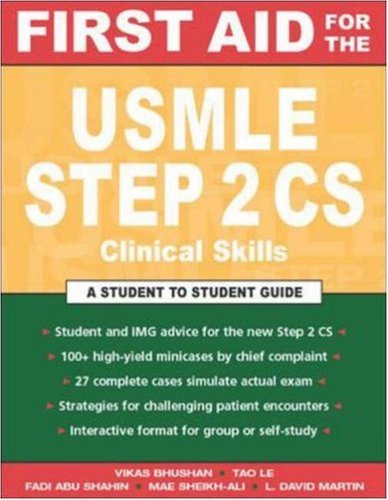 FIRST AID FOR THE
USMLE
STEP 2 CS
Clinical Skills
A STUDENT TO STUDENT GUIDE
Student and IMG advice for the new Step 2 CS
100+ high-yield minicases by chief complaint
27 complete cases simulate actual exam
Strategies for challenging patient encounters
Interactive format for group or self-study
VIKAS BHUSHAN • TAO LE
FADI ABU SHAHIN • MAE SHEIKH-ALI • L. DAVID MARTIN